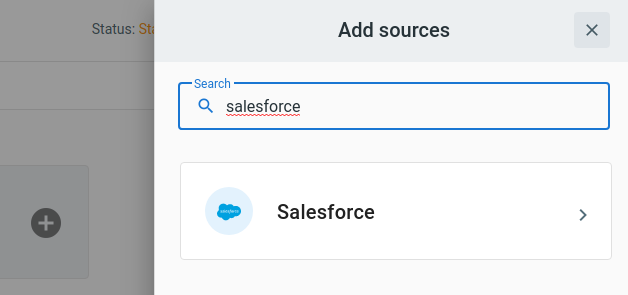 Status: Sta
Add sources
Search
salesforce
Salesforce